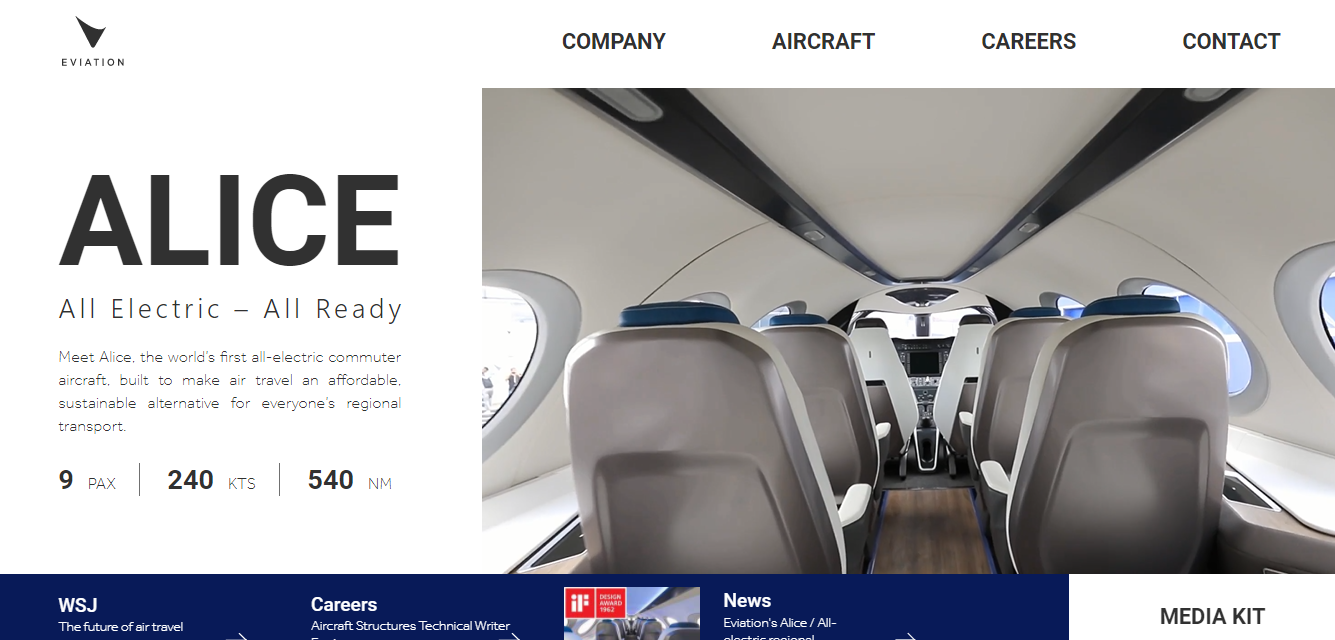 EVIATION
COMPANY
AIRCRAFT
CAREERS
CONTACT
ALICE
All Electric – All Ready
Meet Alice, the world's first all-electric commuter
aircraft, built to make air travel an affordable,
sustainable alternative for everyone's regional
transport.
9 PAX
240 KTS
540 NM
WSJ
The future of air travel
Careers
Aircraft Structures Technical Writer
iF
DESIGN
AWARD
1962
News
Eviation's Alice / All-
electric regional
MEDIA KIT